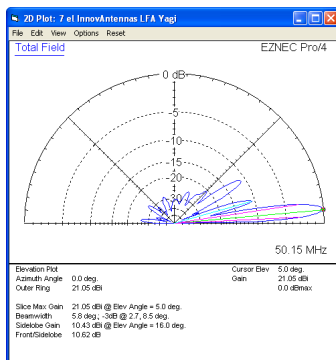 2D Plot: 7 el InnovAntennas LFA Yagi
File Edit View Options Reset
Total Field
EZNEC Pro/4
0 dB
-5
-10
-15
-20
-30
50.15 MHz
Elevation Plot
Azimuth Angle 0.0 deg.
Outer Ring 21.05 dBi
Cursor Elev 5.0 deg.
Gain 21.05 dBi
0.0 dBmax
Slice Max Gain 21.05 dBi @ Elev Angle = 5.0 deg.
Beamwidth 5.8 deg.; -3dB @ 2.7, 8.5 deg.
Sidelobe Gain 10.43 dBi @ Elev Angle = 16.0 deg.
Front/Sidelobe 10.62 dB